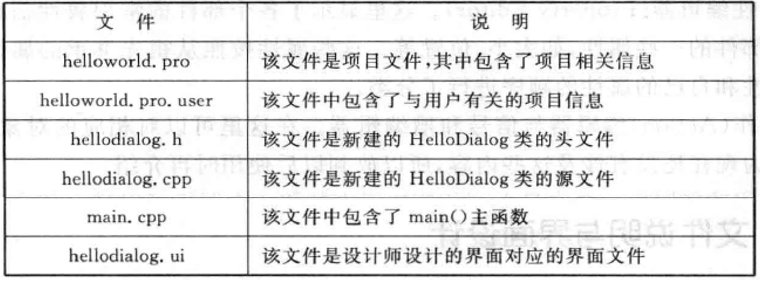 文 件 说 明
helloworld. pro 该文件是项目文件,其中包含了项目相关信息
helloworld. pro. user 该文件中包含了与用户有关的项目信息
hellodialog. h 该文件是新建的 HelloDialog 类的头文件
hellodialog. cpp 该文件是新建的 HelloDialog 类的源文件
main. cpp 该文件中包含了 main()主函数
hellodialog. ui 该文件是设计师设计的界面对应的界面文件